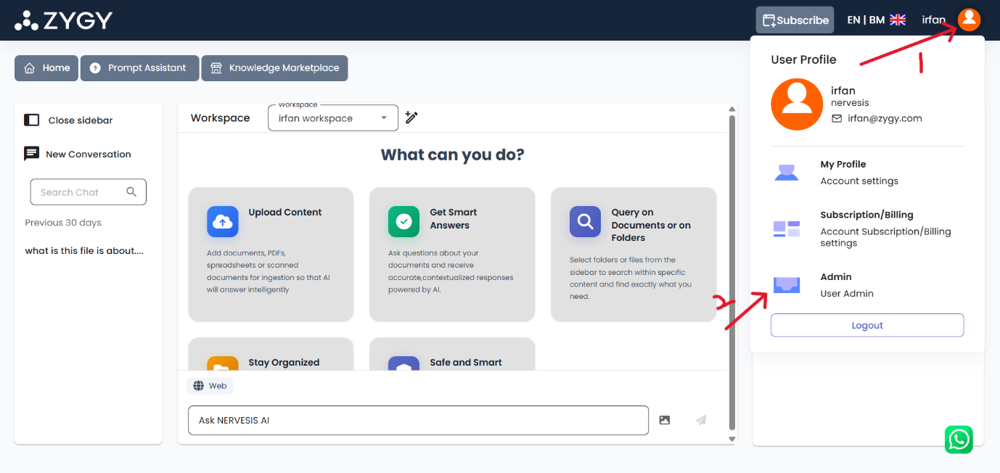 ZYGY
Subscribe
EN | BM
irfan
Home
Prompt Assistant
Knowledge Marketplace
1
User Profile
irfan
nervesis
irfan@zygy.com
Close sidebar
New Conversation
Search Chat
Previous 30 days
what is this file is about....
Workspace
Workspace
irfan workspace
What can you do?
Upload Content
Add documents, PDFs,
spreadsheets or scanned
documents for ingestion so that AI
will answer intelligently
Get Smart
Answers
Ask questions about your
documents and receive
accurate,contextualized responses
powered by AI.
Query on
Documents or on
Folders
Select folders or files from the
sidebar to search within specific
content and find exactly what you
need.
Stay Organized
Safe and Smart
Web
Ask NERVESIS AI
My Profile
Account settings
Subscription/Billing
Account Subscription/Billing
settings
2
Admin
User Admin
Logout